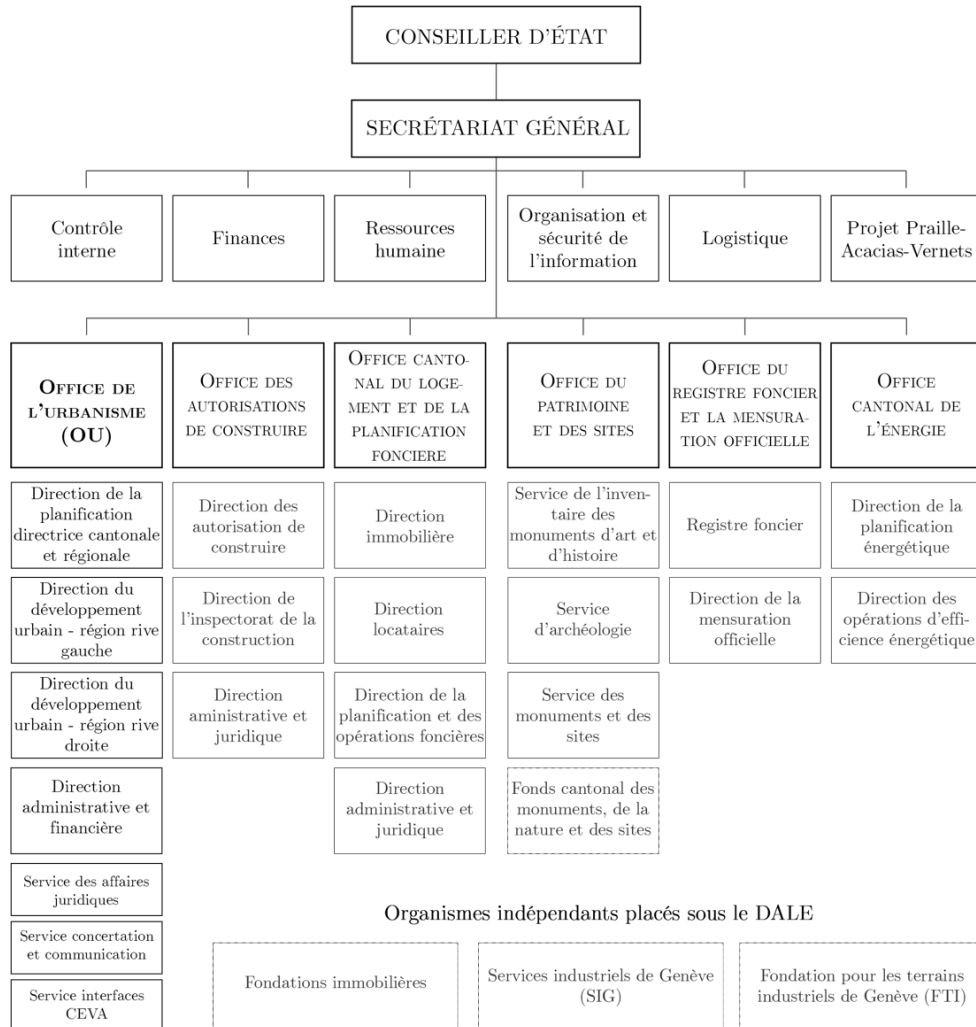 CONSEILLER D'ÉTAT
SECRÉTARIAT GÉNÉRAL
Contrôle
interne
Finances
Ressources
humaine
Organisation et
sécurité de
l'information
Logistique
Projet Praille-
Acacias-Vernets
OFFICE DE
L'URBANISME
(OU)
OFFICE DES
AUTORISATIONS
DE CONSTRUIRE
OFFICE CANTO-
NAL DU LOGE-
MENT ET DE LA
PLANIFICATION
FONCIERE
OFFICE DU
PATRIMOINE
ET DES SITES
OFFICE DU
REGISTRE FONCIER
ET LA MENSURA-
TION OFFICIELLE
OFFICE
CANTONAL DE
L'ÉNERGIE
Direction de la
planification
directrice cantonale
et régionale
Direction des
autorisation de
construire
Direction
immobilière
Service de l'inven-
taire des
monuments d'art et
d'histoire
Registre foncier
Direction de la
planification
énergétique
Direction du
développement
urbain - région rive
gauche
Direction de
l'inspectorat de la
construction
Direction
locataires
Service
d'archéologie
Direction de la
mensuration
officielle
Direction des
opérations d'effi-
cience énergétique
Direction du
développement
urbain - région rive
droite
Direction
aministrative et
juridique
Direction de la
planification et des
opérations foncières
Service des
monuments et des
sites
Direction
administrative et
financière
Direction
administrative et
juridique
Fonds cantonal des
monuments, de la
nature et des sites
Service des affaires
juridiques
Service concertation
et communication
Service interfaces
CEVA
Organismes indépendants placés sous le DALE
Fondations immobilières
Services industriels de Genève
(SIG)
Fondation pour les terrains
industriels de Genève (FTI)